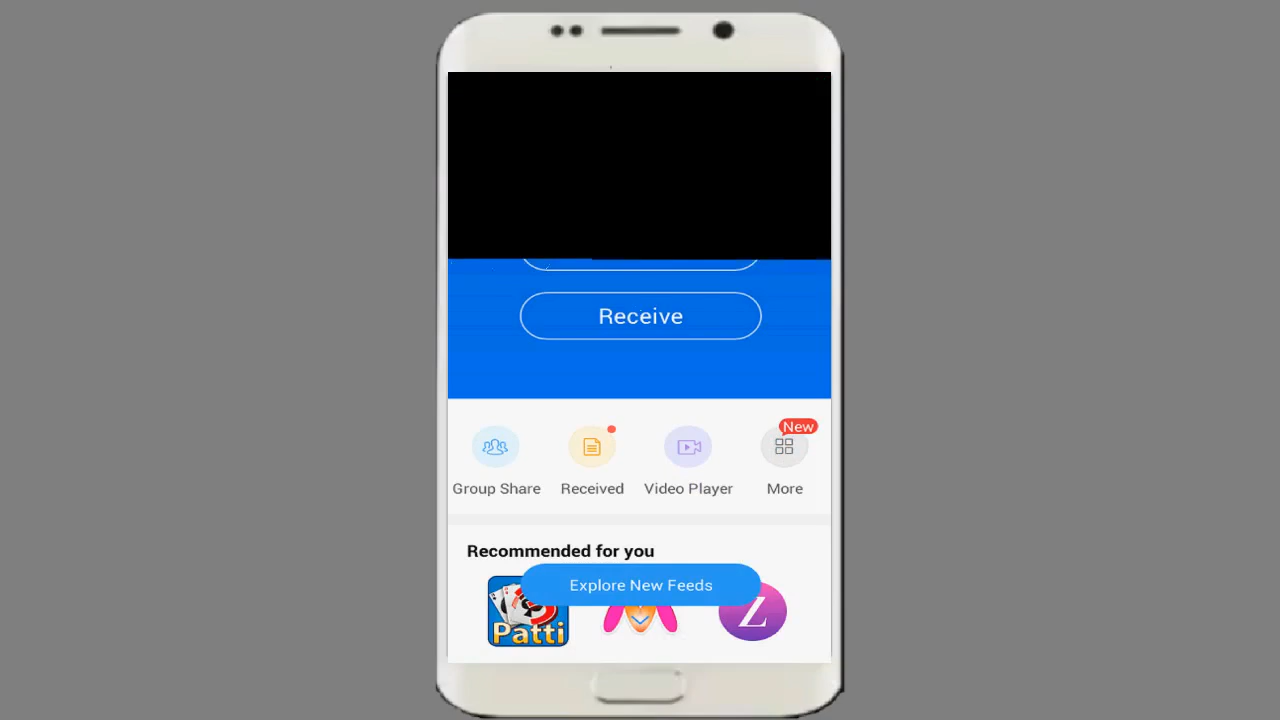 Receive
New
Group Share Received Video Player More
Recommended for you
Explore New Feeds
Patti
Z